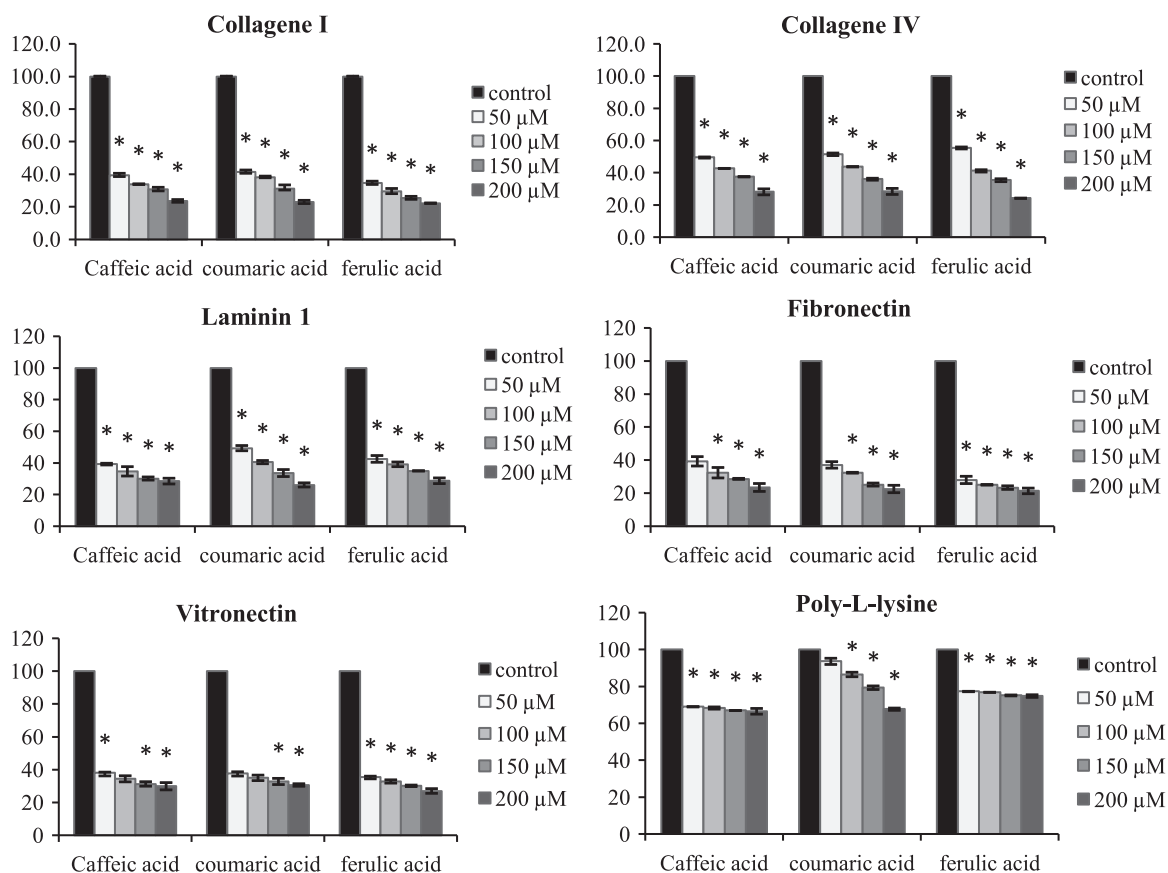 Collagene I
120.0
100.0
80.0
60.0
40.0
20.0
0.0
* * * * * * * * * * * *
Caffeic acid coumaric acid ferulic acid
control
50 µM
100 µM
150 µM
200 µM
Collagene IV
120.0
100.0
80.0
60.0
40.0
20.0
0.0
* * * * * * * * * * * *
Caffeic acid coumaric acid ferulic acid
control
50 µM
100 µM
150 µM
200 µM
Laminin 1
120
100
80
60
40
20
0
* * * * * * * * * * * *
Caffeic acid coumaric acid ferulic acid
control
50 µM
100 µM
150 µM
200 µM
Fibronectin
120
100
80
60
40
20
0
* * * * * * * * * *
Caffeic acid coumaric acid ferulic acid
control
50 µM
100 µM
150 µM
200 µM
Vitronectin
120
100
80
60
40
20
0
* * * * * * * * *
Caffeic acid coumaric acid ferulic acid
control
50 µM
100 µM
150 µM
200 µM
Poly-L-lysine
120
100
80
60
40
20
0
* * * * * * * * * * *
Caffeic acid coumaric acid ferulic acid
control
50 µM
100 µM
150 µM
200 µM